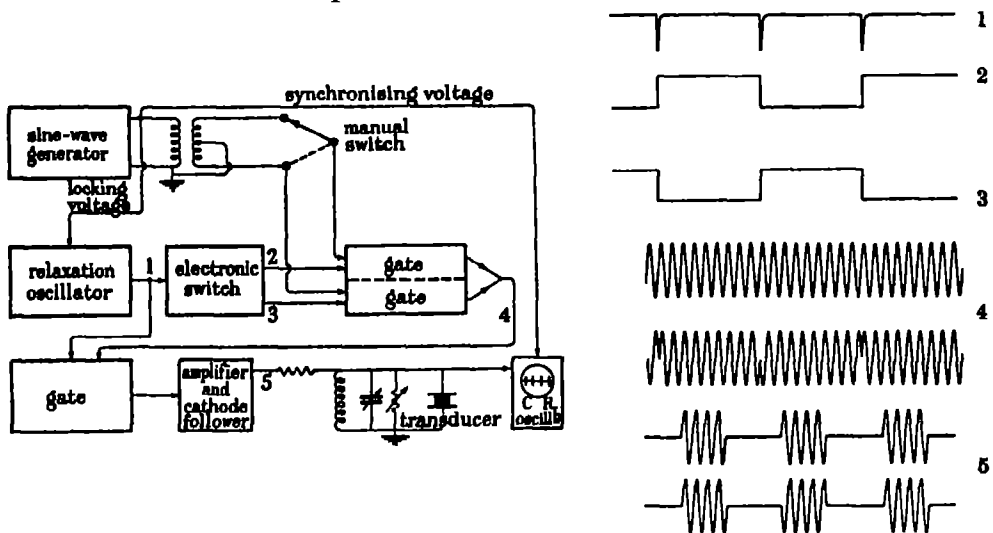 synchronising voltage
sine-wave
generator
manual
switch
locking
voltage
relaxation
oscillator
1
electronic
switch
2
3
gate
gate
4
gate
amplifier
and
cathode
follower
5
transducer
C R
oscillo
1
2
3
4
5